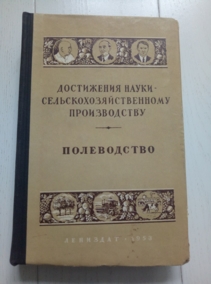 ДОСТИЖЕНИЯ НАУКИ-
СЕЛЬСКОХОЗЯЙСТВЕННОМУ
ПРОИЗВОДСТВУ
ПОЛЕВОДСТВО
ЛЕНИЗДАТ